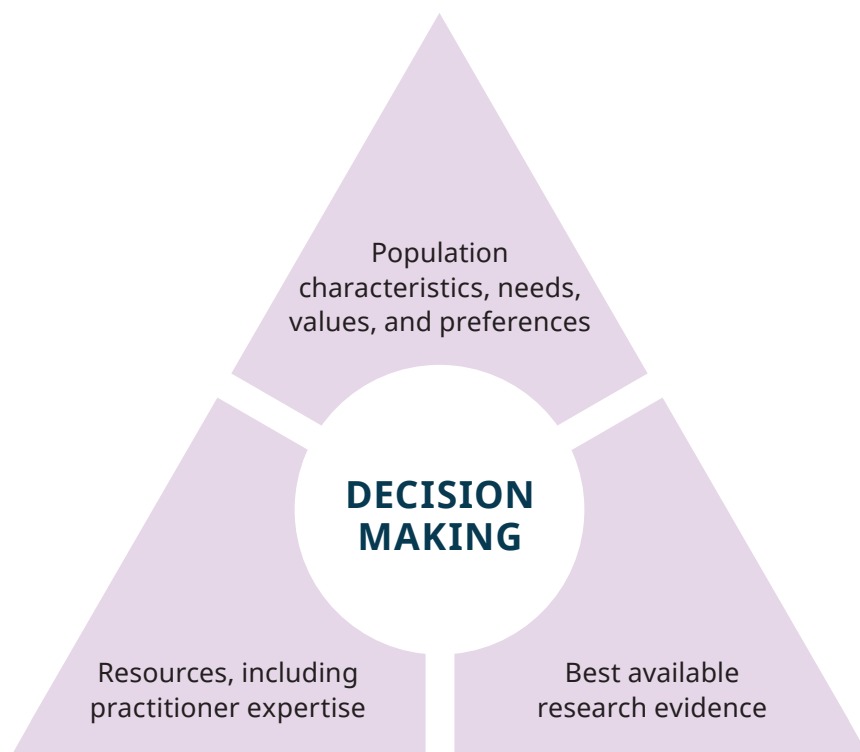 Population
characteristics, needs,
values, and preferences
DECISION
MAKING
Resources, including
practitioner expertise
Best available
research evidence